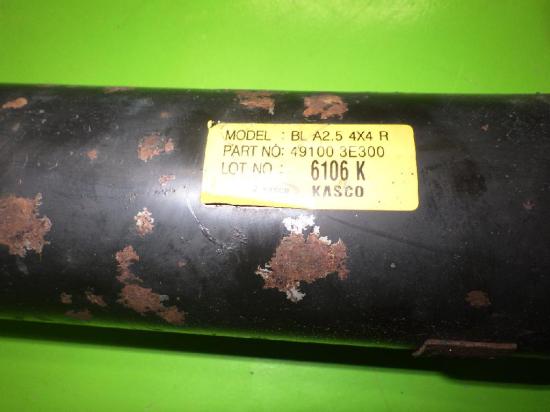 MODEL : BL A2.5 4X4 R
PART NO: 49100 3E300
LOT NO : 6106 K
KASCO